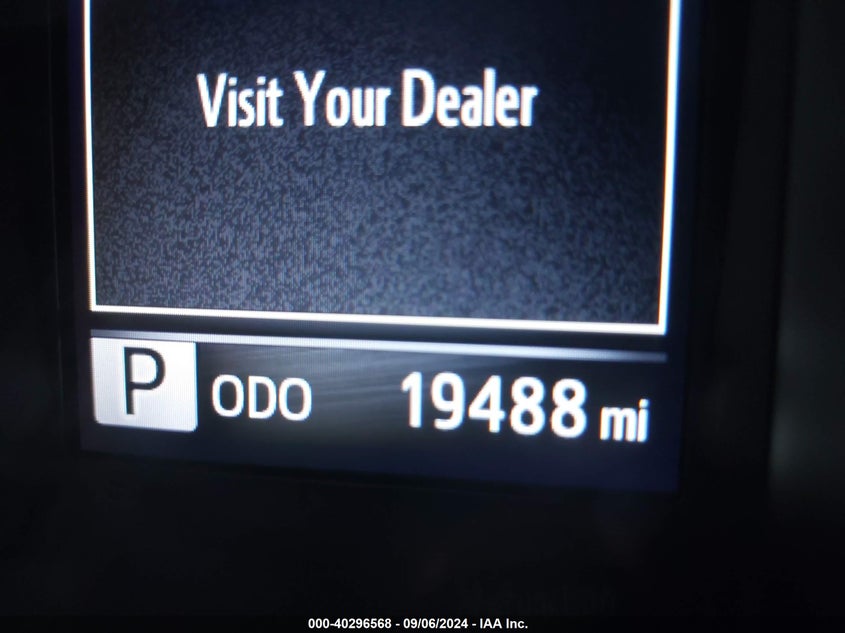 Visit Your Dealer
P ODO 19488 mi
000-40296568 - 09/06/2024 - IAA Inc.